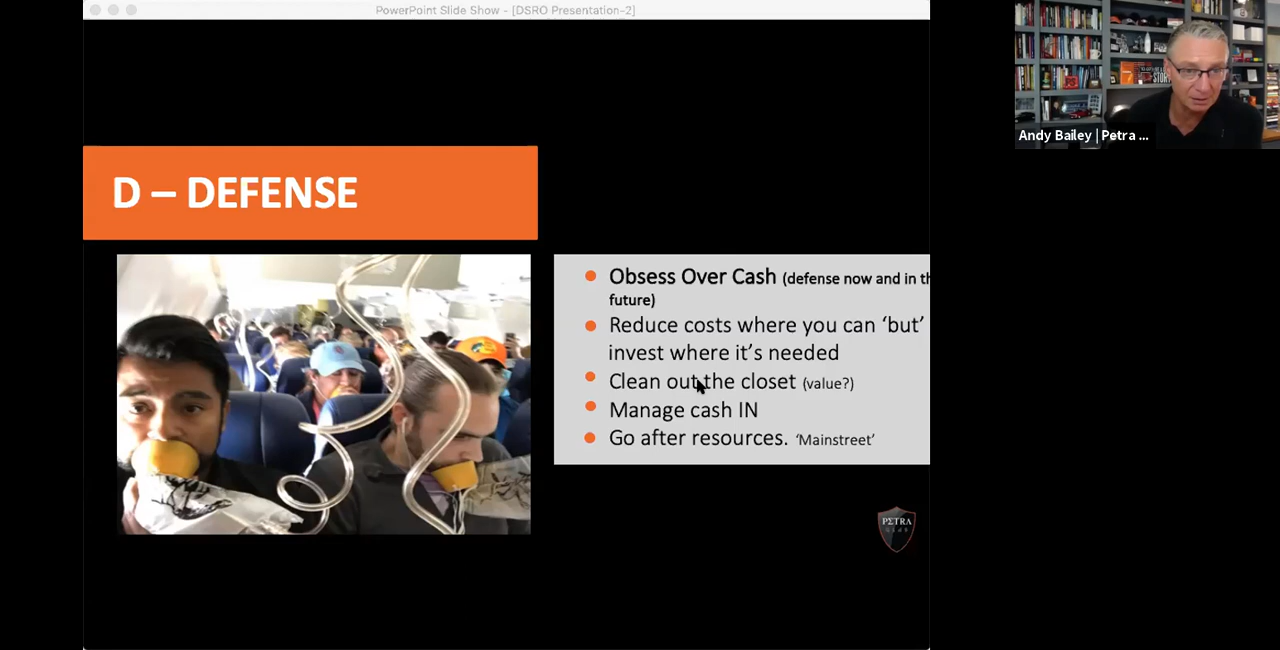 PowerPoint Slide Show - [DSRO Presentation-2]
D – DEFENSE
Obsess Over Cash (defense now and in th
future)
Reduce costs where you can ‘but’
invest where it’s needed
Clean out the closet (value?)
Manage cash IN
Go after resources. ‘Mainstreet’
PETRA
STORY
Andy Bailey | Petra ...